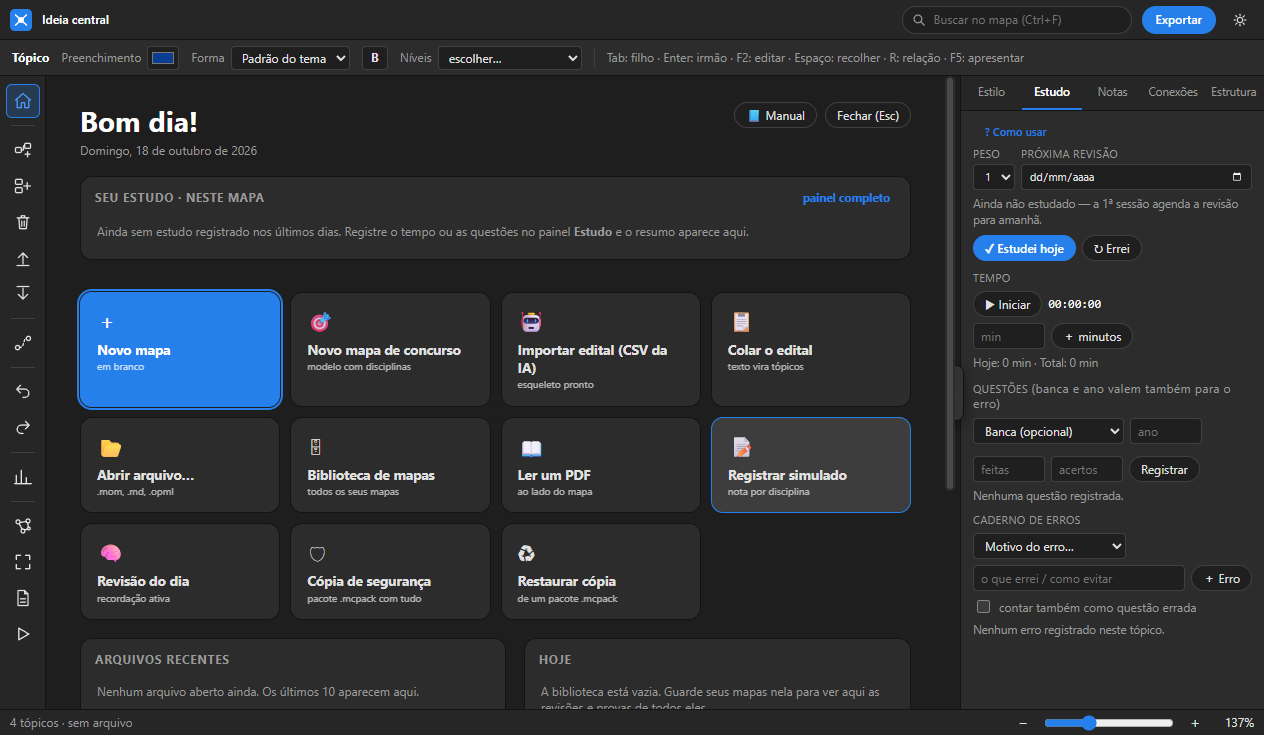 Ideia central
Buscar no mapa (Ctrl+F)
Exportar
Tópico
Preenchimento
Forma
Padrão do tema
B
Níveis
escolher...
Tab: filho · Enter: irmão · F2: editar · Espaço: recolher · R: relação · F5: apresentar
Bom dia!
Domingo, 18 de outubro de 2026
Manual
Fechar (Esc)
SEU ESTUDO · NESTE MAPA
painel completo
Ainda sem estudo registrado nos últimos dias. Registre o tempo ou as questões no painel Estudo e o resumo aparece aqui.
+
Novo mapa
em branco
Novo mapa de concurso
modelo com disciplinas
Importar edital (CSV da
IA)
esqueleto pronto
Colar o edital
texto vira tópicos
Abrir arquivo...
.mom, .md, .opml
Biblioteca de mapas
todos os seus mapas
Ler um PDF
ao lado do mapa
Registrar simulado
nota por disciplina
Revisão do dia
recordação ativa
Cópia de segurança
pacote .mcpack com tudo
Restaurar cópia
de um pacote .mcpack
ARQUIVOS RECENTES
Nenhum arquivo aberto ainda. Os últimos 10 aparecem aqui.
HOJE
A biblioteca está vazia. Guarde seus mapas nela para ver aqui as
revisões e provas de todos eles.
Estilo
Estudo
Notas
Conexões
Estrutura
? Como usar
PESO
PRÓXIMA REVISÃO
1
dd/mm/aaaa
Ainda não estudado — a 1ª sessão agenda a revisão
para amanhã.
✓ Estudei hoje
↻ Errei
TEMPO
▶ Iniciar
00:00:00
min
+ minutos
Hoje: 0 min · Total: 0 min
QUESTÕES (banca e ano valem também para o
erro)
Banca (opcional)
ano
feitas
acertos
Registrar
Nenhuma questão registrada.
CADERNO DE ERROS
Motivo do erro...
o que errei / como evitar
+ Erro
contar também como questão errada
Nenhum erro registrado neste tópico.
4 tópicos · sem arquivo
−
+
137%